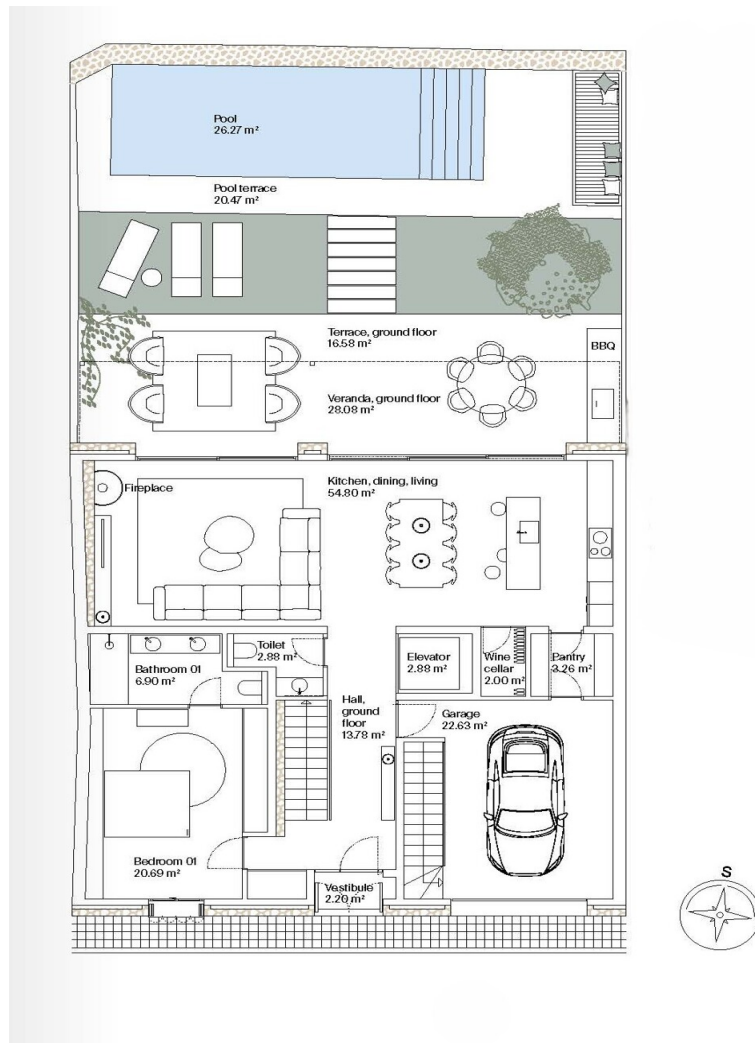 Pool
26.27 m²
Pool terrace
20.47 m²
Terrace, ground floor
16.58 m²
BBQ
Veranda, ground floor
28.08 m²
Kitchen, dining, living
54.80 m²
Fireplace
Toilet
2.88 m²
Bathroom 01
6.90 m²
Elevator
2.88 m²
Wine
cellar
2.00 m²
Pantry
3.26 m²
Hall,
ground
floor
13.78 m²
Garage
22.63 m²
Bedroom 01
20.69 m²
Vestibule
2.20 m²
S